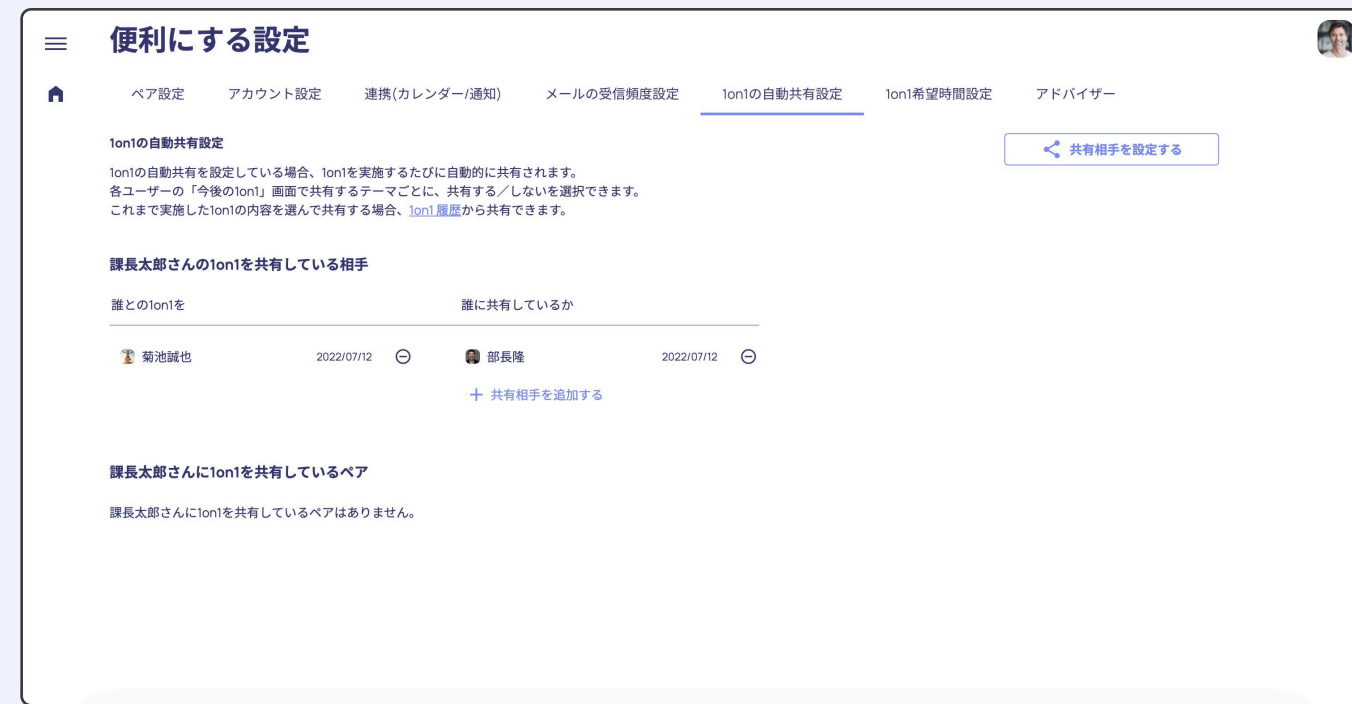 便利にする設定
ペア設定 アカウント設定 連携(カレンダー/通知) メールの受信頻度設定 1on1の自動共有設定 1on1希望時間設定 アドバイザー
1on1の自動共有設定
共有相手を設定する
1on1の自動共有を設定している場合、1on1を実施するたびに自動的に共有されます。
各ユーザーの「今後の1on1」画面で共有するテーマごとに、共有する／しないを選択できます。
これまで実施した1on1の内容を選んで共有する場合、1on1 履歴から共有できます。
課長太郎さんの1on1を共有している相手
誰との1on1を 誰に共有しているか
菊池誠也 2022/07/12 部長隆 2022/07/12
共有相手を追加する
課長太郎さんに1on1を共有しているペア
課長太郎さんに1on1を共有しているペアはありません。